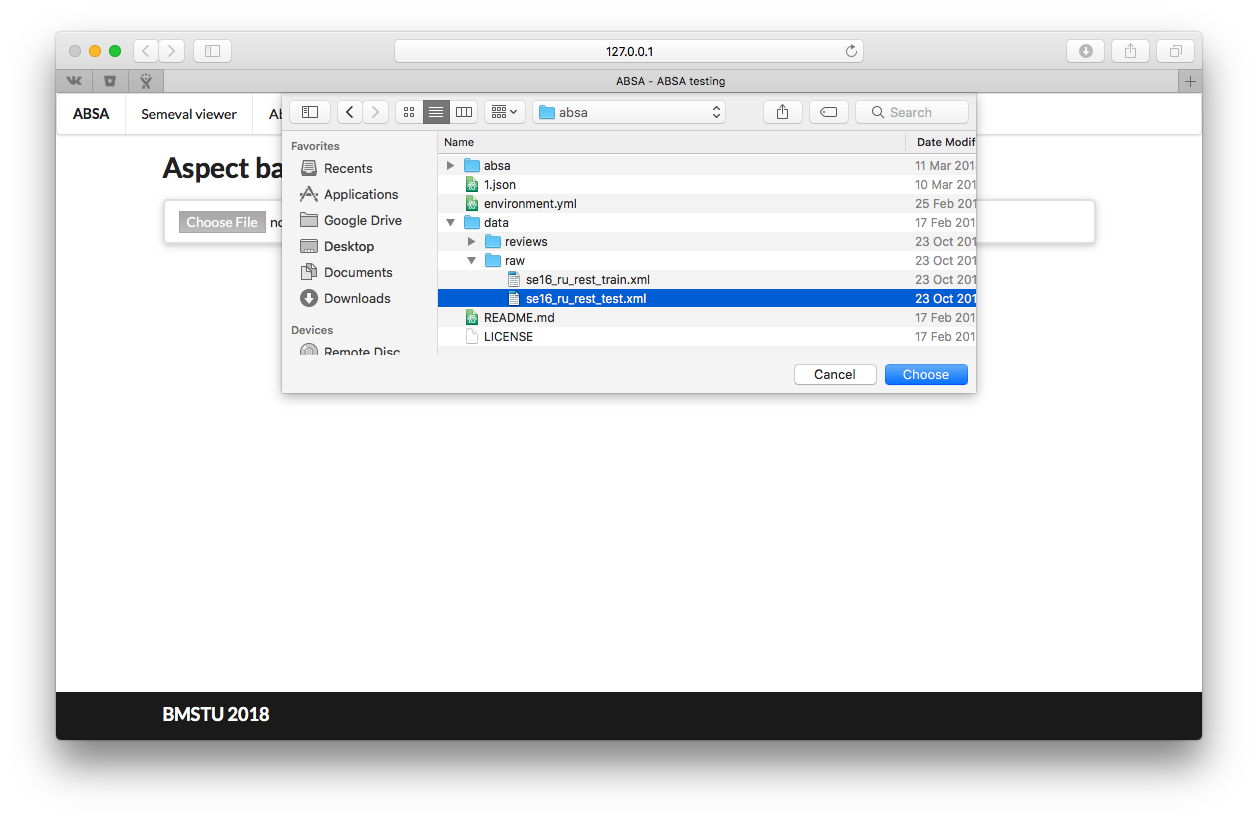 127.0.0.1
ABSA - ABSA testing
ABSA Semeval viewer Ab
absa
Search
Aspect ba
Choose File no
Favorites
Recents
Applications
Google Drive
Desktop
Documents
Downloads
Devices
Remote Disc
Name Date Modif
absa 11 Mar 201
1.json 10 Mar 201
environment.yml 25 Feb 201
data 17 Feb 201
reviews 23 Oct 201
raw 23 Oct 201
se16_ru_rest_train.xml 23 Oct 201
se16_ru_rest_test.xml 23 Oct 201
README.md 17 Feb 201
LICENSE 17 Feb 201
Cancel Choose
BMSTU 2018